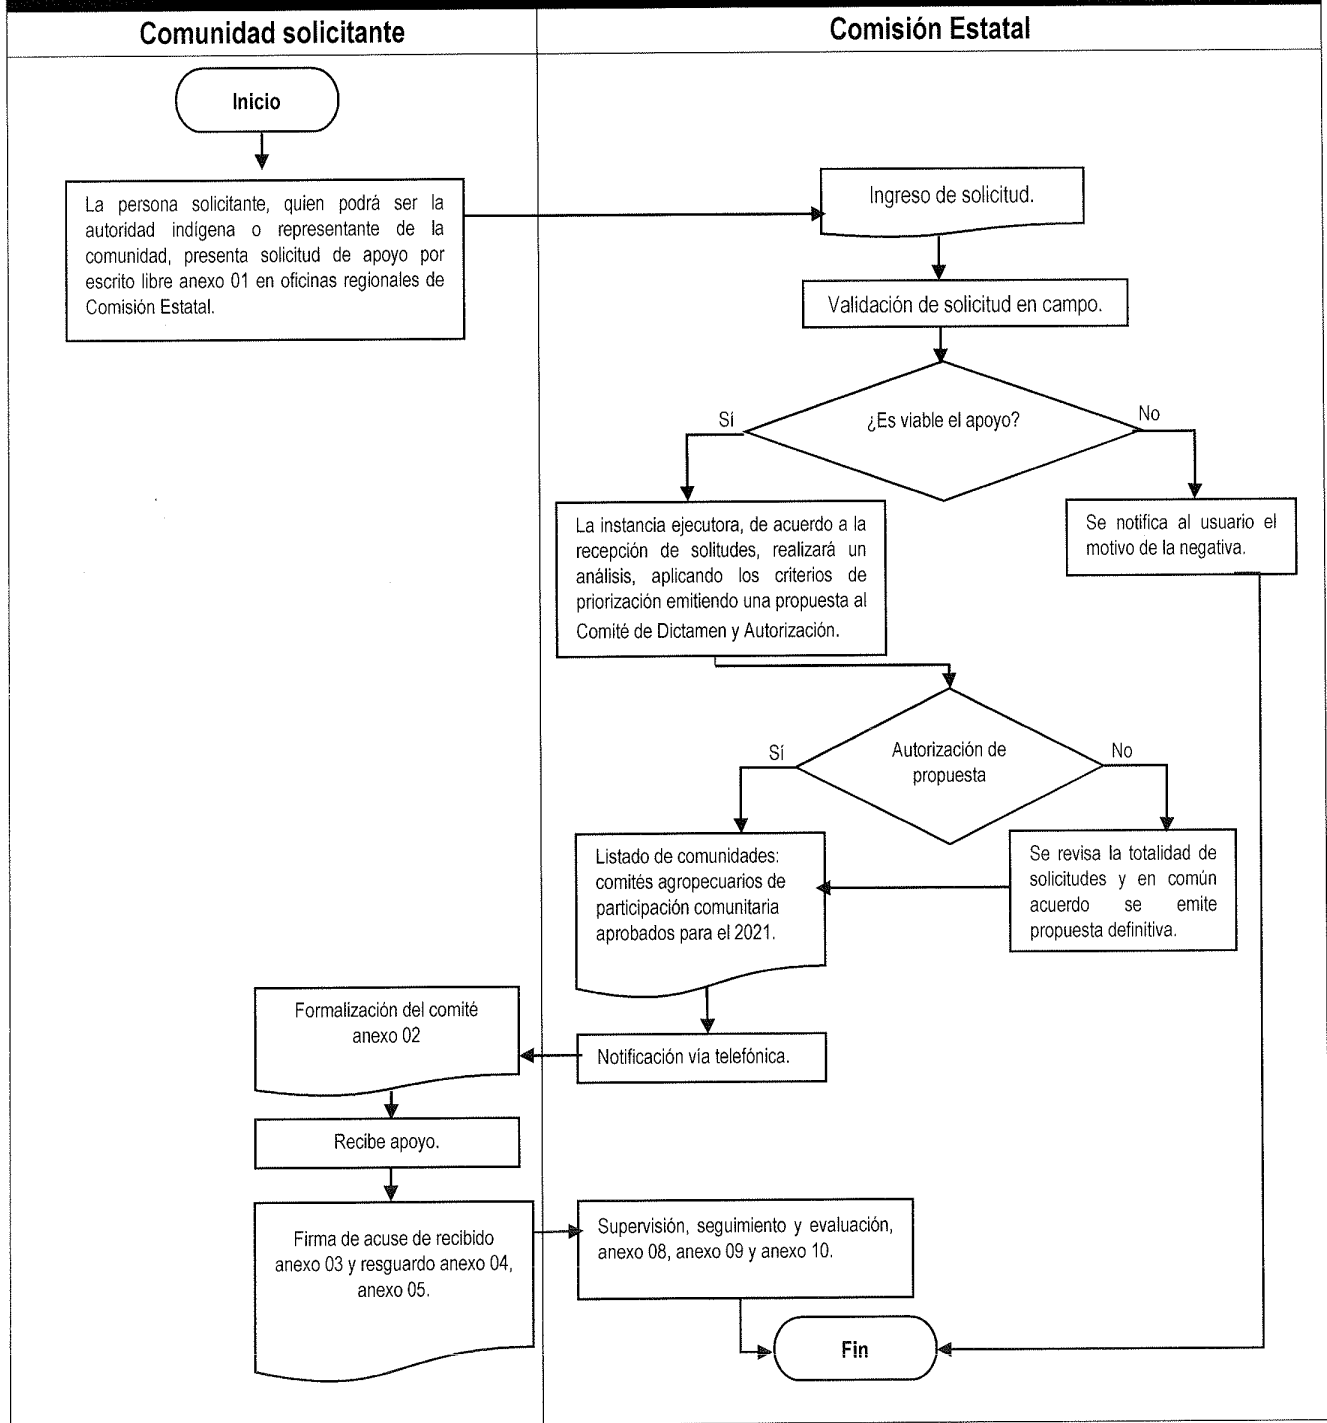 Comunidad solicitante
Comisión Estatal
Inicio
La persona solicitante, quien podrá ser la
autoridad indígena o representante de la
comunidad, presenta solicitud de apoyo por
escrito libre anexo 01 en oficinas regionales de
Comisión Estatal.
Ingreso de solicitud.
Validación de solicitud en campo.
¿Es viable el apoyo?
Sí
No
La instancia ejecutora, de acuerdo a la
recepción de solitudes, realizará un
análisis, aplicando los criterios de
priorización emitiendo una propuesta al
Comité de Dictamen y Autorización.
Se notifica al usuario el
motivo de la negativa.
Autorización de
propuesta
Sí
No
Listado de comunidades:
comités agropecuarios de
participación comunitaria
aprobados para el 2021.
Se revisa la totalidad de
solicitudes y en común
acuerdo se emite
propuesta definitiva.
Notificación vía telefónica.
Formalización del comité
anexo 02
Recibe apoyo.
Firma de acuse de recibido
anexo 03 y resguardo anexo 04,
anexo 05.
Supervisión, seguimiento y evaluación,
anexo 08, anexo 09 y anexo 10.
Fin